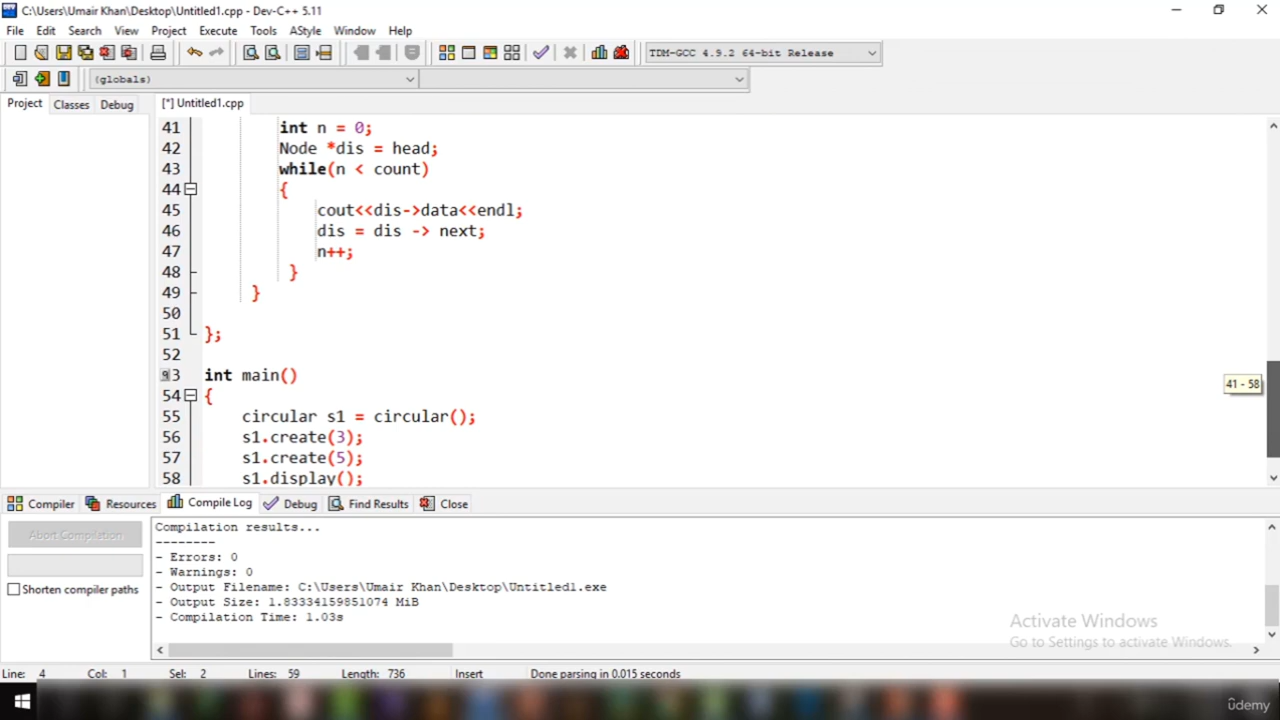 C:\Users\Umair Khan\Desktop\Untitled1.cpp - Dev-C++ 5.11
File Edit Search View Project Execute Tools AStyle Window Help
TDM-GCC 4.9.2 64-bit Release
(globals)
Project Classes Debug [*] Untitled1.cpp
41 int n = 0;
42 Node *dis = head;
43 while(n < count)
44 {
45 cout<<dis->data<<endl;
46 dis = dis -> next;
47 n++;
48 }
49 }
50
51 };
52
3 int main()
41 - 58
54 {
55 circular s1 = circular();
56 s1.create(3);
57 s1.create(5);
58 s1.display();
Compiler Resources Compile Log Debug Find Results Close
Compilation results...
--------
- Errors: 0
- Warnings: 0
- Output Filename: C:\Users\Umair Khan\Desktop\Untitled1.exe
- Output Size: 1.83334159851074 MiB
- Compilation Time: 1.03s
Abort Compilation
Shorten compiler paths
Activate Windows
Go to Settings to activate Windows.
Line: 4 Col: 1 Sel: 2 Lines: 59 Length: 736 Insert Done parsing in 0.015 seconds
ûdemy